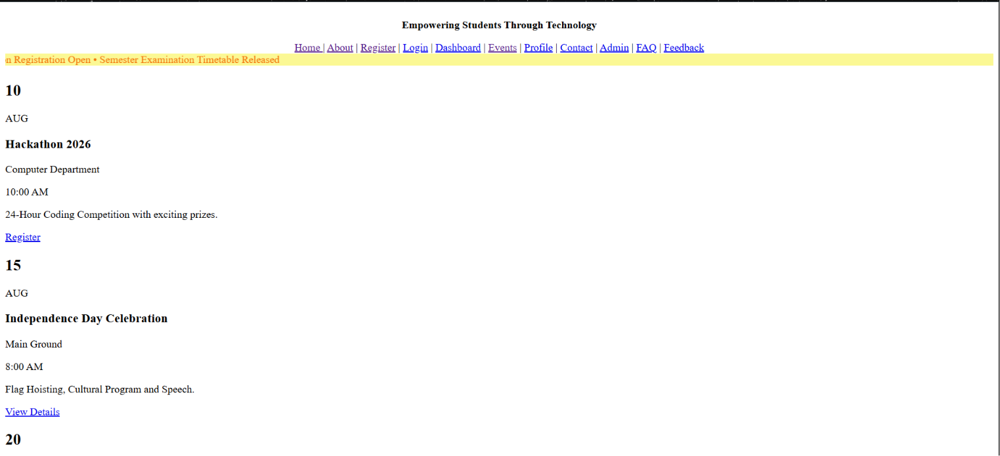 Empowering Students Through Technology
Home | About | Register | Login | Dashboard | Events | Profile | Contact | Admin | FAQ | Feedback
n Registration Open • Semester Examination Timetable Released
10
AUG
Hackathon 2026
Computer Department
10:00 AM
24-Hour Coding Competition with exciting prizes.
Register
15
AUG
Independence Day Celebration
Main Ground
8:00 AM
Flag Hoisting, Cultural Program and Speech.
View Details
20